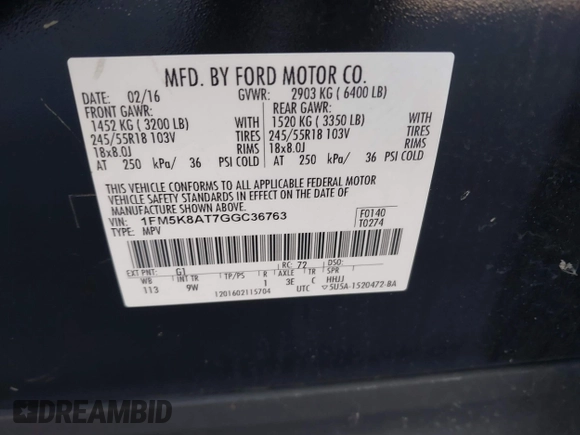 MFD. BY FORD MOTOR CO.
DATE: 02/16 GVWR: 2903 KG ( 6400 LB)
FRONT GAWR: REAR GAWR:
1452 KG ( 3200 LB) 1520 KG ( 3350 LB)
245/55R18 103V TIRES 245/55R18 103V TIRES
18x8.0J RIMS 18x8.0J RIMS
AT 250 kPa/ 36 PSI COLD AT 250 kPa/ 36 PSI COLD
THIS VEHICLE CONFORMS TO ALL APPLICABLE FEDERAL MOTOR
VEHICLE SAFETY STANDARDS IN EFFECT ON THE DATE OF
MANUFACTURE SHOWN ABOVE.
VIN: 1FM5K8AT7GGC36763 F0140
TYPE: MPV T0274
EXT PNT: G1 RC: 72 DSO:
WB INT TR TP/PS R AXLE TR SPR
113 9W 1 3E C HHJJ
1201602115704 UTC 5U5A-1520472-BA
DREAMBID